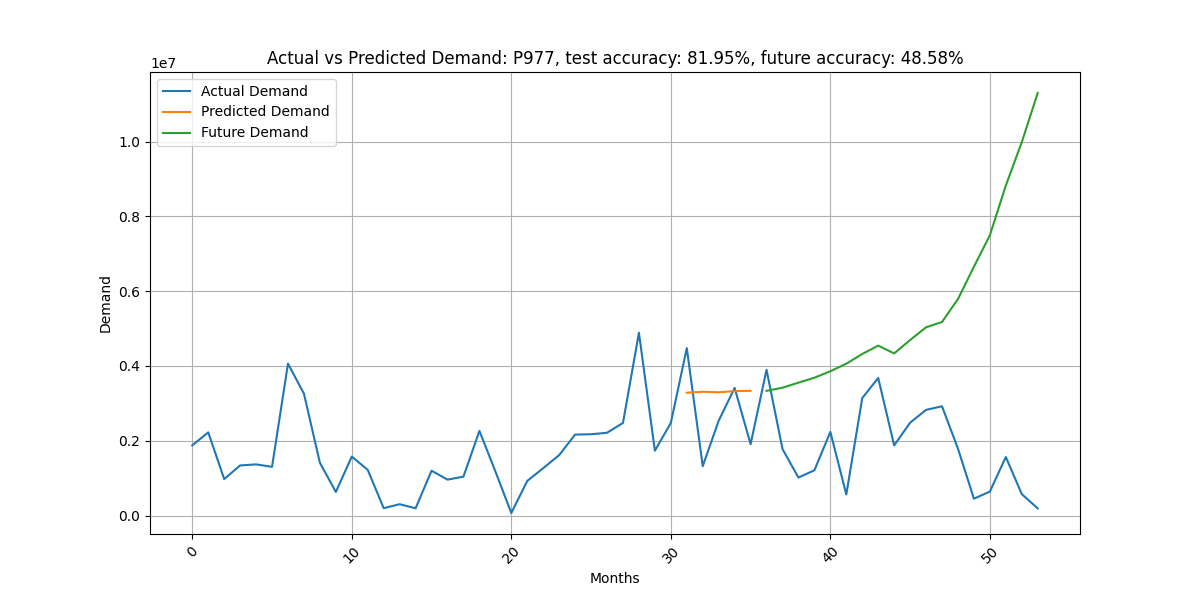 Actual vs Predicted Demand: P977, test accuracy: 81.95%, future accuracy: 48.58%
1e7
Actual Demand
Predicted Demand
Future Demand
1.0
0.8
0.6
0.4
0.2
0.0
Demand
0 10 20 30 40 50
Months